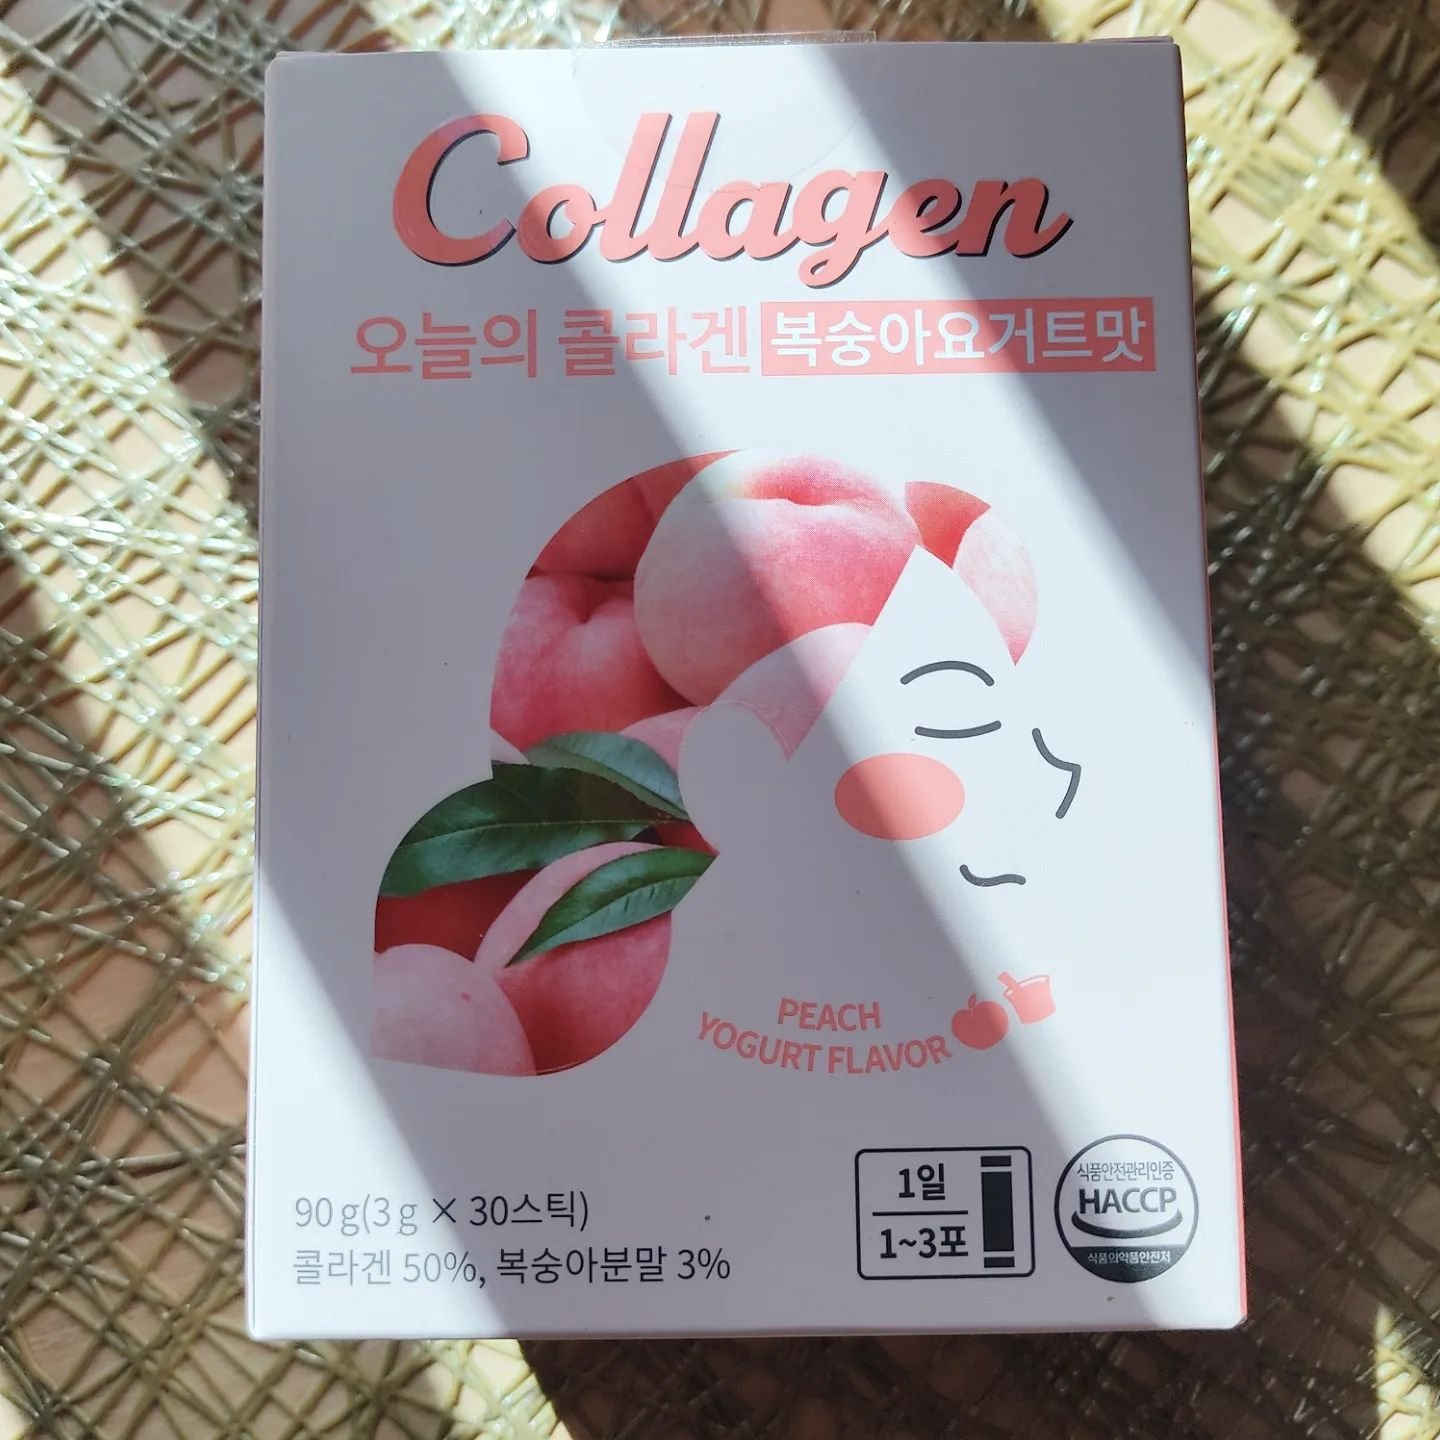 Collagen
오늘의 콜라겐 복숭아요거트맛
PEACH
YOGURT FLAVOR
1일
1~3포
식품안전관리인증
HACCP
식품의약품안전처
90 g(3 g × 30스틱)
콜라겐 50%, 복숭아분말 3%